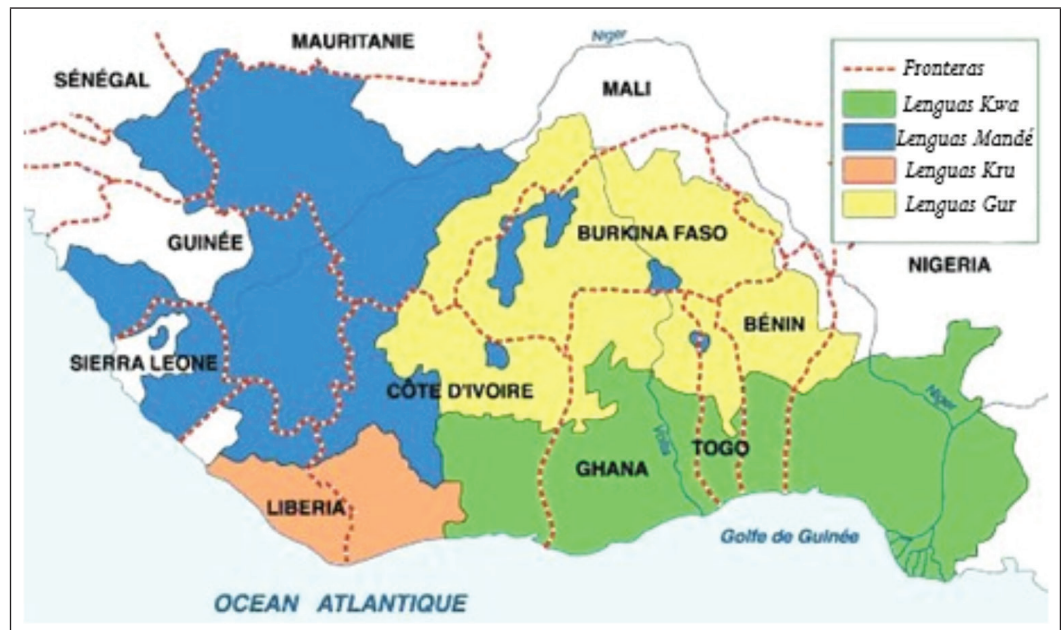 MAURITANIE
SÉNÉGAL
Niger
MALI
Fronteras
Lenguas Kwa
Lenguas Mandé
Lenguas Kru
Lenguas Gur
GUINÉE
BURKINA FASO
NIGERIA
BÉNIN
SIERRA LEONE
CÔTE D'IVOIRE
Niger
Volta
TOGO
GHANA
LIBERIA
Golfe de Guinée
OCEAN ATLANTIQUE